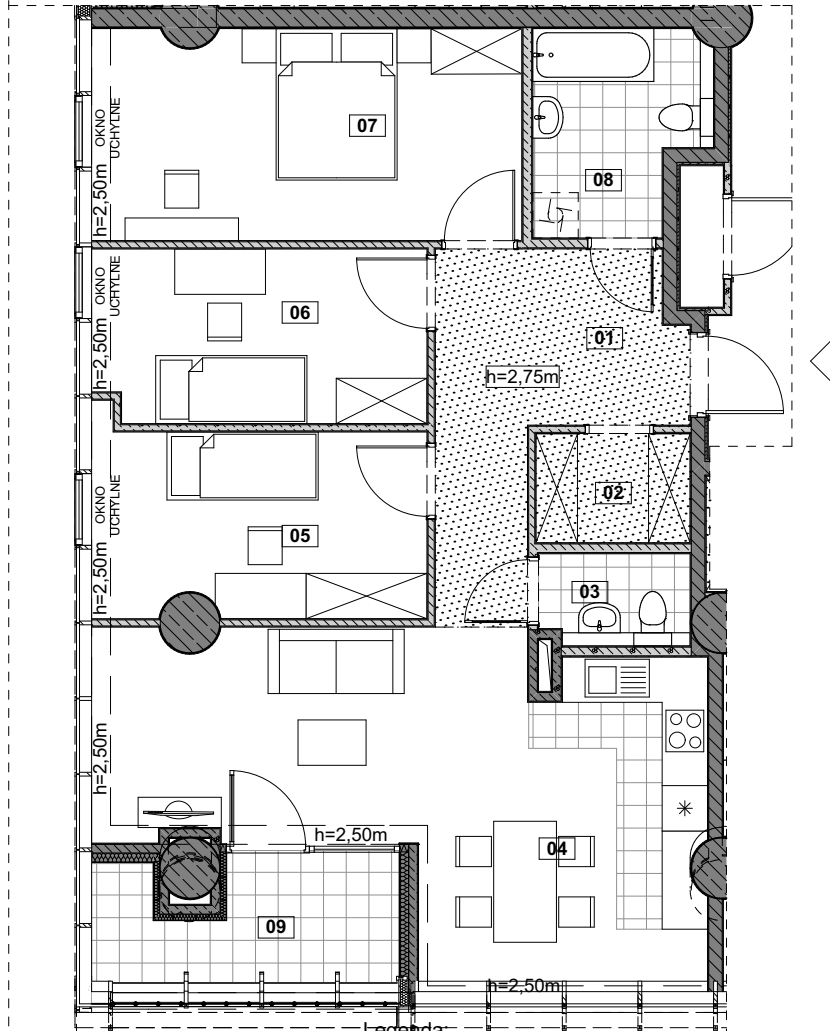 07
OKNO
UCHYLNE
h=2,50m
08
OKNO
UCHYLNE
h=2,50m
06
01
h=2,75m
OKNO
UCHYLNE
h=2,50m
05
02
03
h=2,50m
h=2,50m
04
09
h=2,50m
Legenda: